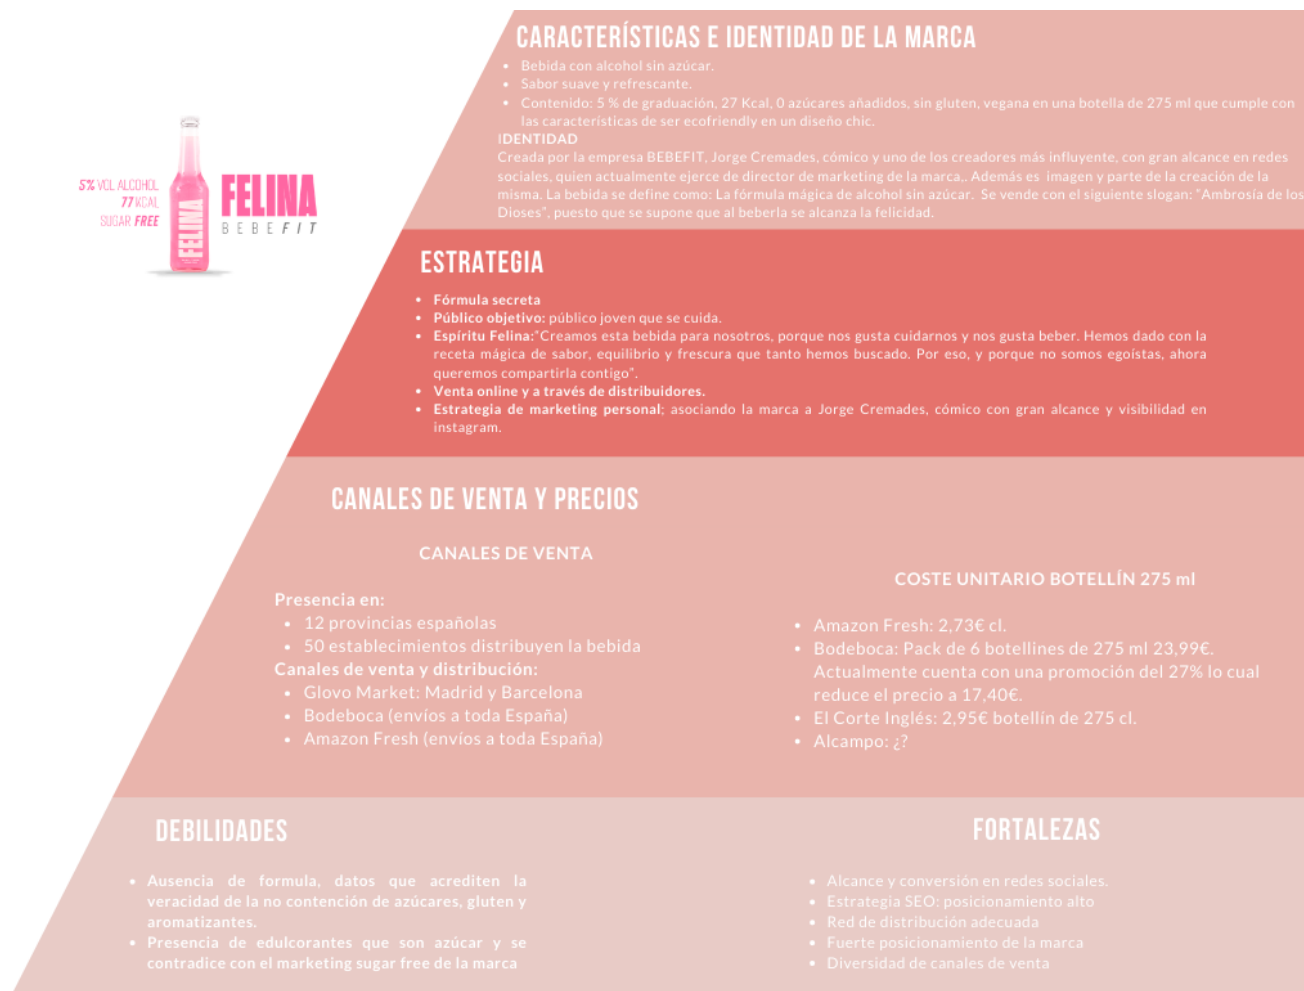 CARACTERÍSTICAS E IDENTIDAD DE LA MARCA
• Bebida con alcohol sin azúcar.
• Sabor suave y refrescante.
• Contenido: 5 % de graduación, 27 Kcal, 0 azúcares añadidos, sin gluten, vegana en una botella de 275 ml que cumple con
las características de ser ecofriendly en un diseño chic.
IDENTIDAD
Creada por la empresa BEBEFIT, Jorge Cremades, cómico y uno de los creadores más influyente, con gran alcance en redes
sociales, quien actualmente ejerce de director de marketing de la marca,. Además es imagen y parte de la creación de la
misma. La bebida se define como: La fórmula mágica de alcohol sin azúcar. Se vende con el siguiente slogan: "Ambrosía de los
Dioses", puesto que se supone que al beberla se alcanza la felicidad.
5% VOL ALCOHOL
77 KCAL
SUGAR FREE
FELINA
FELINA
BEBEFIT
ESTRATEGIA
• Fórmula secreta
• Público objetivo: público joven que se cuida.
• Espíritu Felina:"Creamos esta bebida para nosotros, porque nos gusta cuidarnos y nos gusta beber. Hemos dado con la
receta mágica de sabor, equilibrio y frescura que tanto hemos buscado. Por eso, y porque no somos egoístas, ahora
queremos compartirla contigo".
• Venta online y a través de distribuidores.
• Estrategia de marketing personal; asociando la marca a Jorge Cremades, cómico con gran alcance y visibilidad en
instagram.
CANALES DE VENTA Y PRECIOS
CANALES DE VENTA
Presencia en:
• 12 provincias españolas
• 50 establecimientos distribuyen la bebida
Canales de venta y distribución:
• Glovo Market: Madrid y Barcelona
• Bodeboca (envíos a toda España)
• Amazon Fresh (envíos a toda España)
COSTE UNITARIO BOTELLÍN 275 ml
• Amazon Fresh: 2,73€ cl.
• Bodeboca: Pack de 6 botellines de 275 ml 23,99€.
Actualmente cuenta con una promoción del 27% lo cual
reduce el precio a 17,40€.
• El Corte Inglés: 2,95€ botellín de 275 cl.
• Alcampo: ¿?
DEBILIDADES
• Ausencia de formula, datos que acrediten la
veracidad de la no contención de azúcares, gluten y
aromatizantes.
• Presencia de edulcorantes que son azúcar y se
contradice con el marketing sugar free de la marca
FORTALEZAS
• Alcance y conversión en redes sociales.
• Estrategia SEO: posicionamiento alto
• Red de distribución adecuada
• Fuerte posicionamiento de la marca
• Diversidad de canales de venta